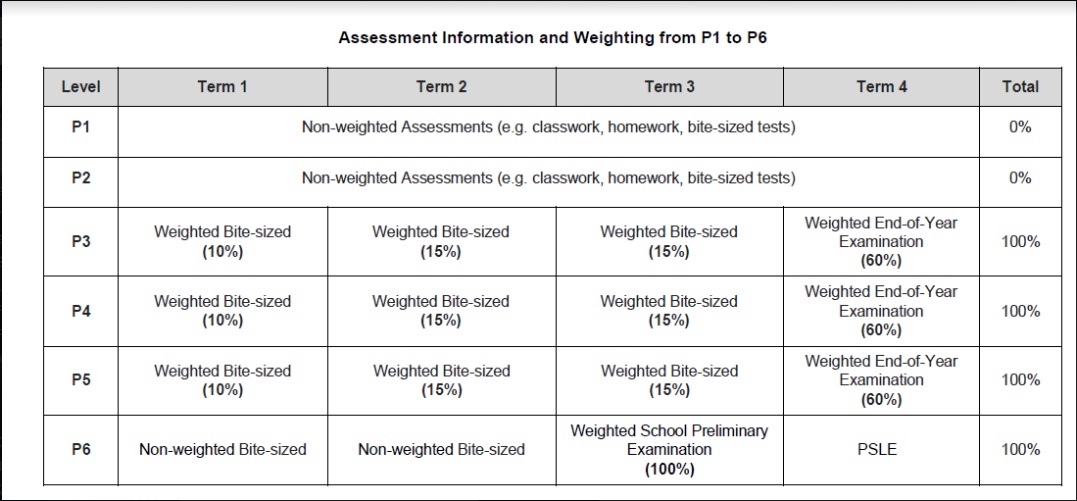 Assessment Information and Weighting from P1 to P6
Level Term 1 Term 2 Term 3 Term 4 Total
P1 Non-weighted Assessments (e.g. classwork, homework, bite-sized tests) 0%
P2 Non-weighted Assessments (e.g. classwork, homework, bite-sized tests) 0%
P3
Weighted Bite-sized
(10%)
Weighted Bite-sized
(15%)
Weighted Bite-sized
(15%)
Weighted End-of-Year
Examination
(60%)
100%
P4
Weighted Bite-sized
(10%)
Weighted Bite-sized
(15%)
Weighted Bite-sized
(15%)
Weighted End-of-Year
Examination
(60%)
100%
P5
Weighted Bite-sized
(10%)
Weighted Bite-sized
(15%)
Weighted Bite-sized
(15%)
Weighted End-of-Year
Examination
(60%)
100%
P6
Non-weighted Bite-sized
Non-weighted Bite-sized
Weighted School Preliminary
Examination
(100%)
PSLE
100%